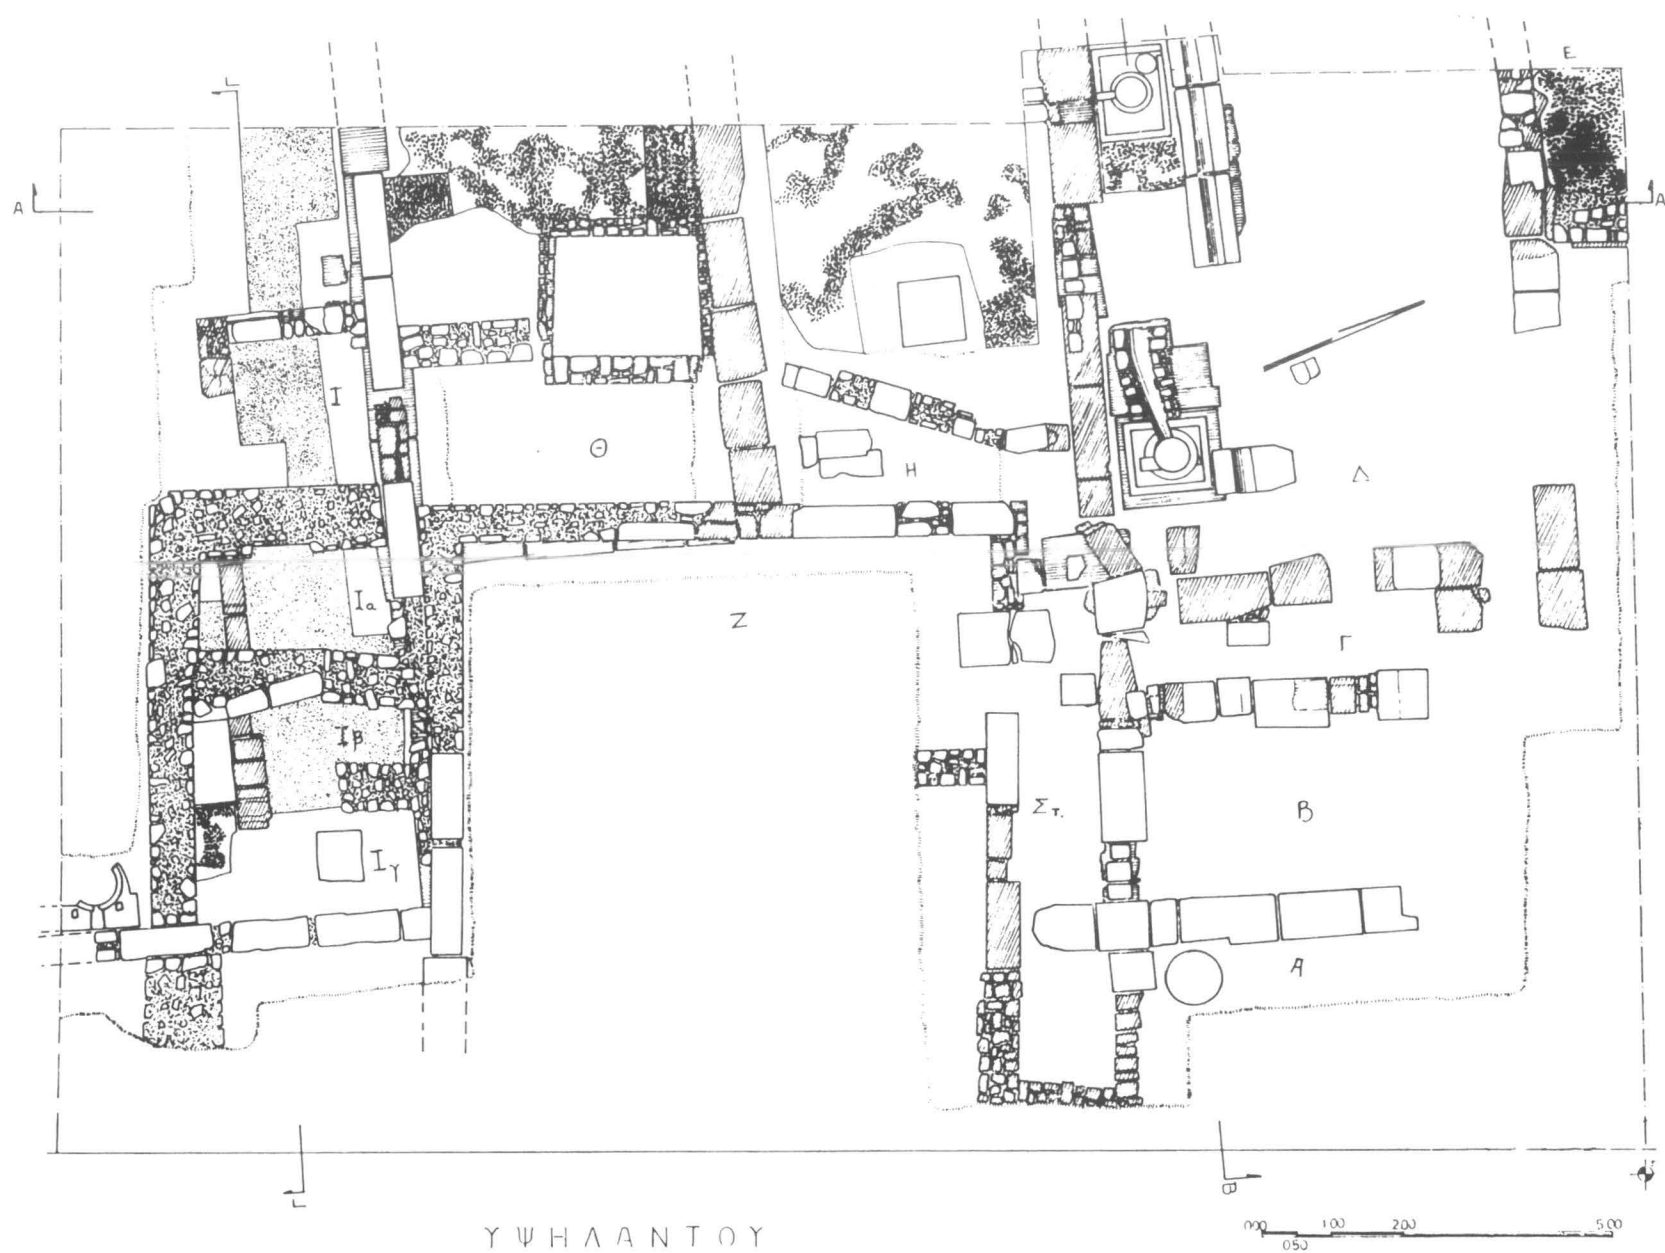 Ε
Α
Α
Ι
Θ
Η
Δ
Ια
Ζ
Γ
Ιβ
Στ.
Β
Ιγ
Α
Β
ΥΨΗΛΑΝΤΟΥ
0.00 1.00 2.00 5.00
0.50